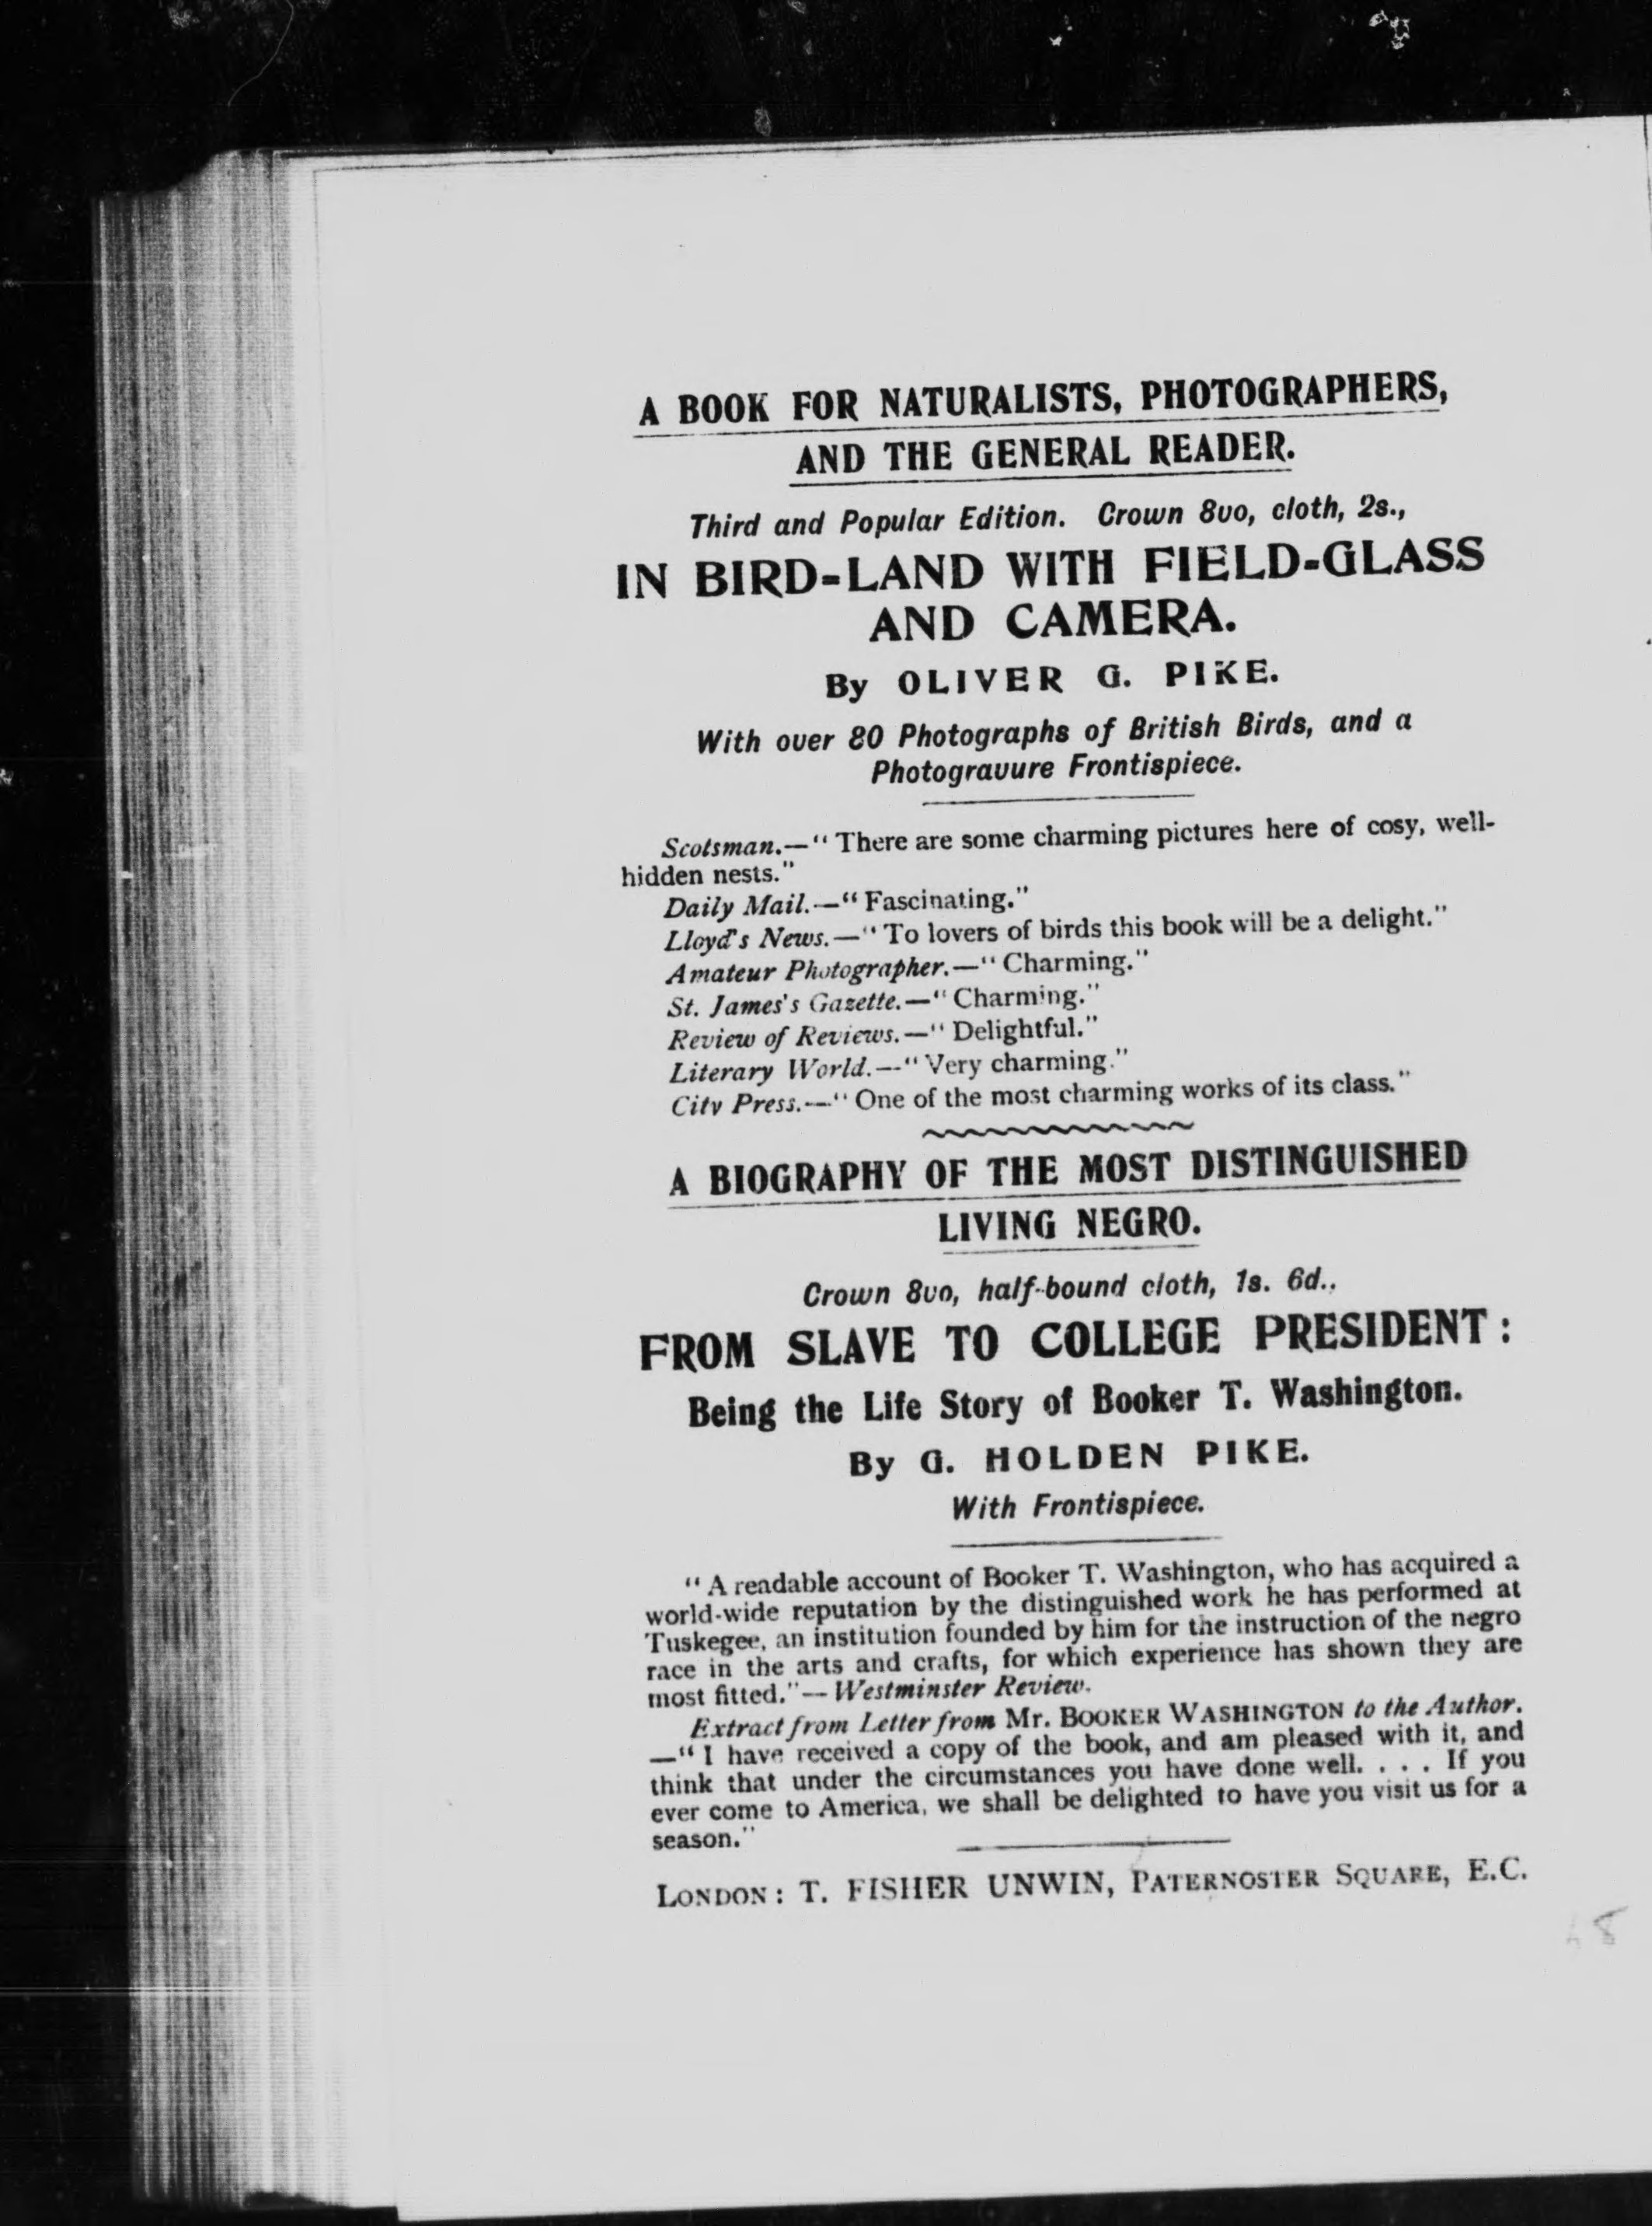 A BOOK FOR NATURALISTS, PHOTOGRAPHERS,
AND THE GENERAL READER.
Third and Popular Edition. Crown 8vo, cloth, 2s.,
IN BIRD-LAND WITH FIELD-GLASS
AND CAMERA.
By OLIVER G. PIKE.
With over 80 Photographs of British Birds, and a
Photogravure Frontispiece.
Scotsman.—"There are some charming pictures here of cosy, well-
hidden nests."
Daily Mail.—"Fascinating."
Lloyd's News.—"To lovers of birds this book will be a delight."
Amateur Photographer.—"Charming."
St. James's Gazette.—"Charming."
Review of Reviews.—"Delightful."
Literary World.—"Very charming."
City Press.—"One of the most charming works of its class."
A BIOGRAPHY OF THE MOST DISTINGUISHED
LIVING NEGRO.
Crown 8vo, half-bound cloth, 1s. 6d.,
FROM SLAVE TO COLLEGE PRESIDENT:
Being the Life Story of Booker T. Washington.
By G. HOLDEN PIKE.
With Frontispiece.
"A readable account of Booker T. Washington, who has acquired a
world-wide reputation by the distinguished work he has performed at
Tuskegee, an institution founded by him for the instruction of the negro
race in the arts and crafts, for which experience has shown they are
most fitted."—Westminster Review.
Extract from Letter from Mr. BOOKER WASHINGTON to the Author.
—"I have received a copy of the book, and am pleased with it, and
think that under the circumstances you have done well. . . . If you
ever come to America, we shall be delighted to have you visit us for a
season."
LONDON: T. FISHER UNWIN, PATERNOSTER SQUARE, E.C.